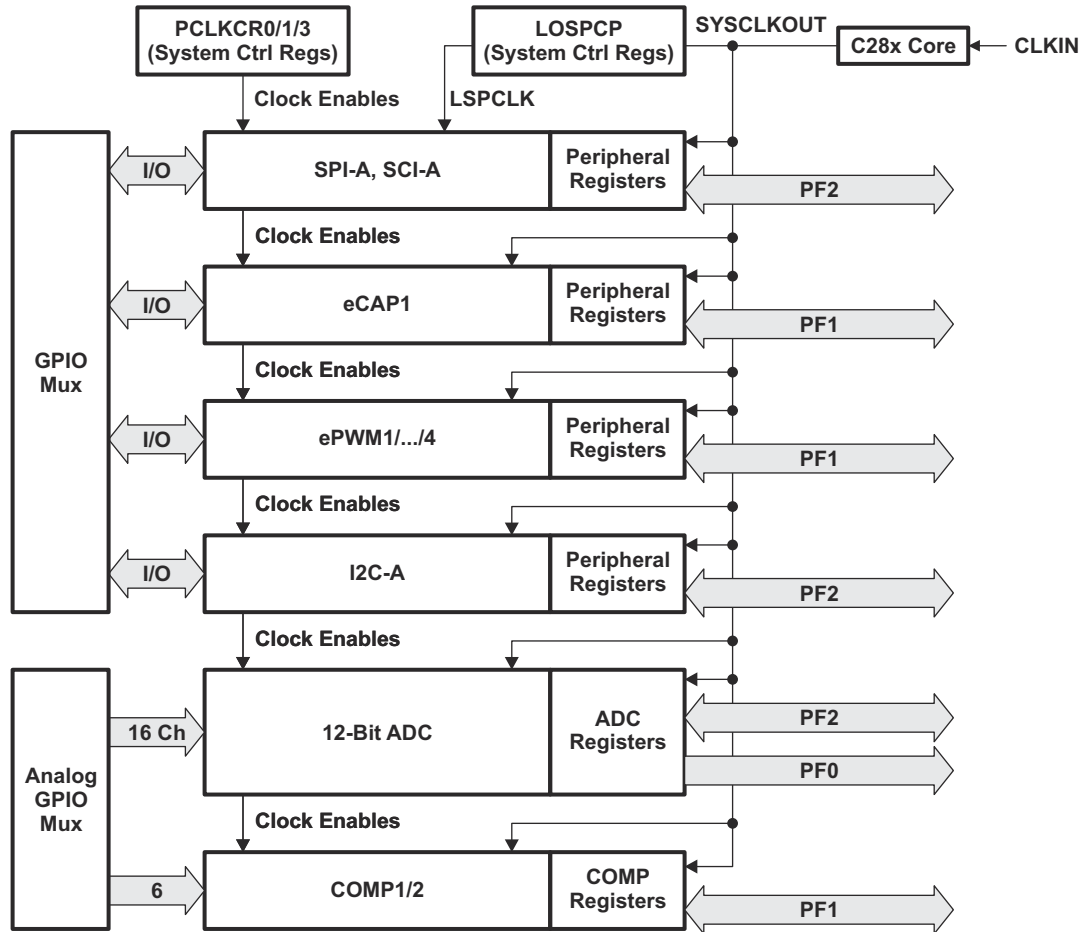 PCLKCR0/1/3
(System Ctrl Regs)
LOSPCP
(System Ctrl Regs)
SYSCLKOUT
C28x Core
CLKIN
Clock Enables
LSPCLK
I/O
SPI-A, SCI-A
Peripheral
Registers
PF2
Clock Enables
I/O
eCAP1
Peripheral
Registers
PF1
GPIO
Mux
Clock Enables
I/O
ePWM1/.../4
Peripheral
Registers
PF1
Clock Enables
I/O
I2C-A
Peripheral
Registers
PF2
Clock Enables
16 Ch
12-Bit ADC
ADC
Registers
PF2
PF0
Analog
GPIO
Mux
Clock Enables
6
COMP1/2
COMP
Registers
PF1